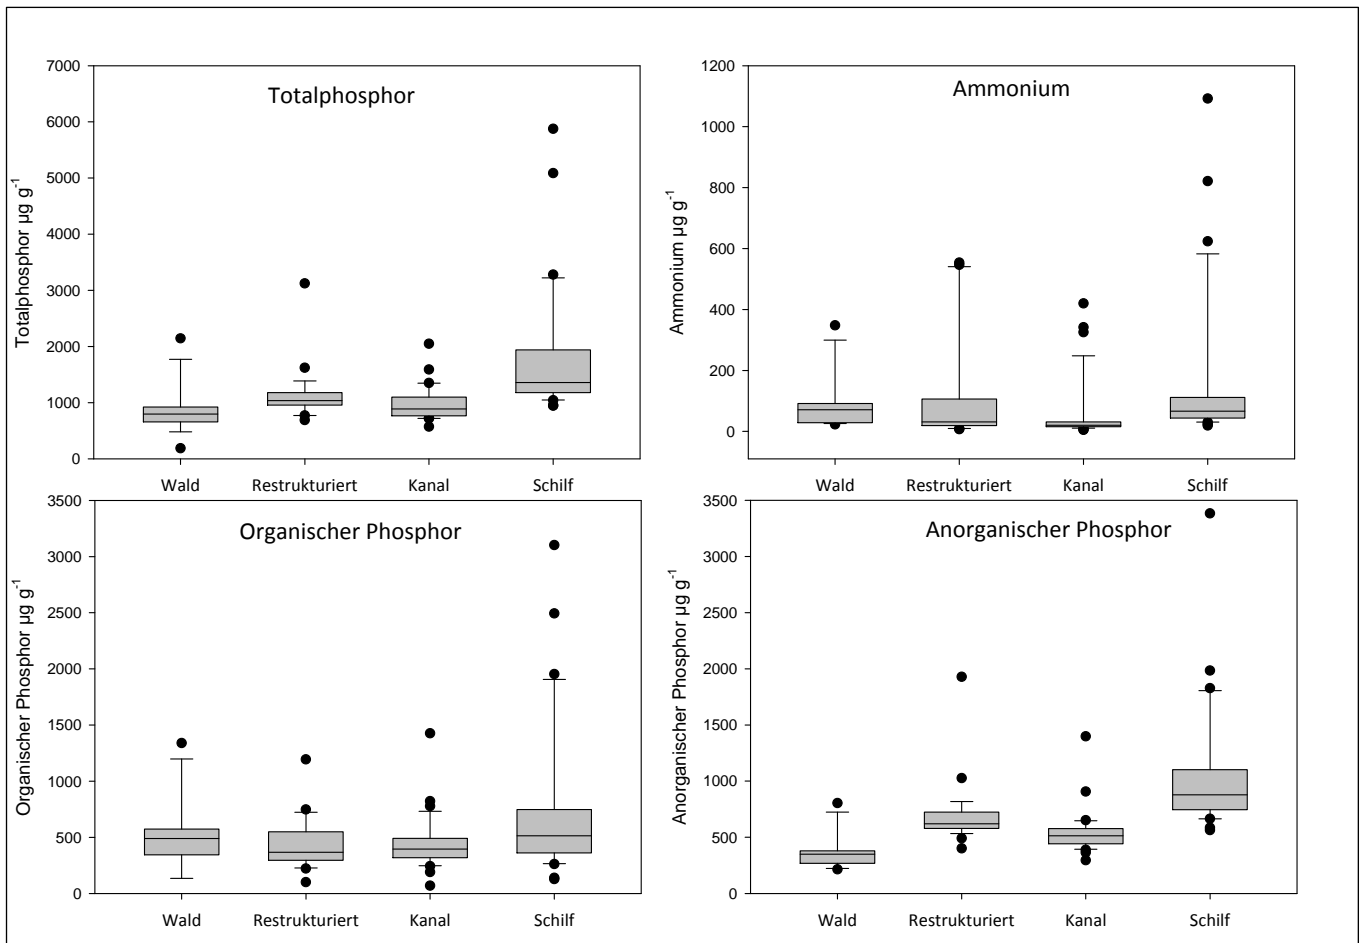 Totalphosphor
Totalphosphor µg g-1
7000
6000
5000
4000
3000
2000
1000
0
Wald Restrukturiert Kanal Schilf
Ammonium
Ammonium µg g-1
1200
1000
800
600
400
200
0
Wald Restrukturiert Kanal Schilf
Organischer Phosphor
Organischer Phosphor µg g-1
3500
3000
2500
2000
1500
1000
500
0
Wald Restrukturiert Kanal Schilf
Anorganischer Phosphor
Anorganischer Phosphor µg g-1
3500
3000
2500
2000
1500
1000
500
0
Wald Restrukturiert Kanal Schilf